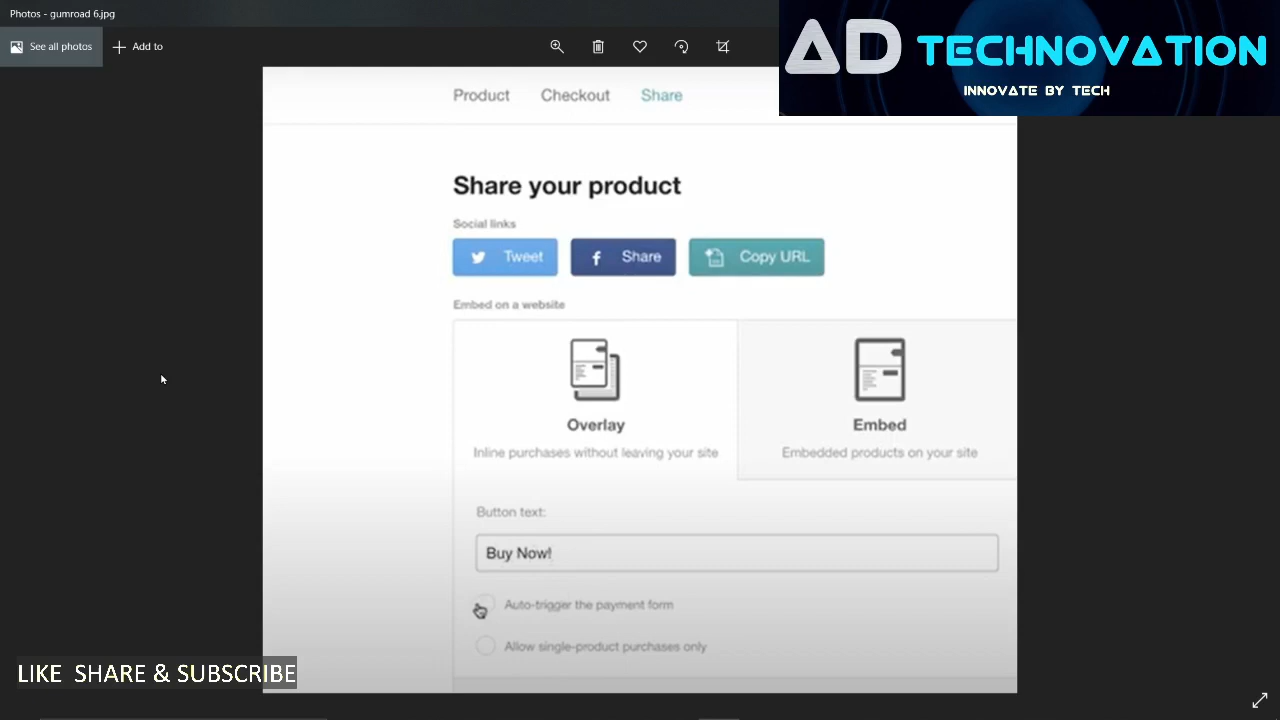 Photos - gumroad 6.jpg
See all photos
Add to
AD TECHNOVATION
INNOVATE BY TECH
Product Checkout Share
Share your product
Social links
Tweet Share Copy URL
Embed on a website
Overlay
Inline purchases without leaving your site
Embed
Embedded products on your site
Button text:
Buy Now!
Auto-trigger the payment form
Allow single-product purchases only
LIKE SHARE & SUBSCRIBE